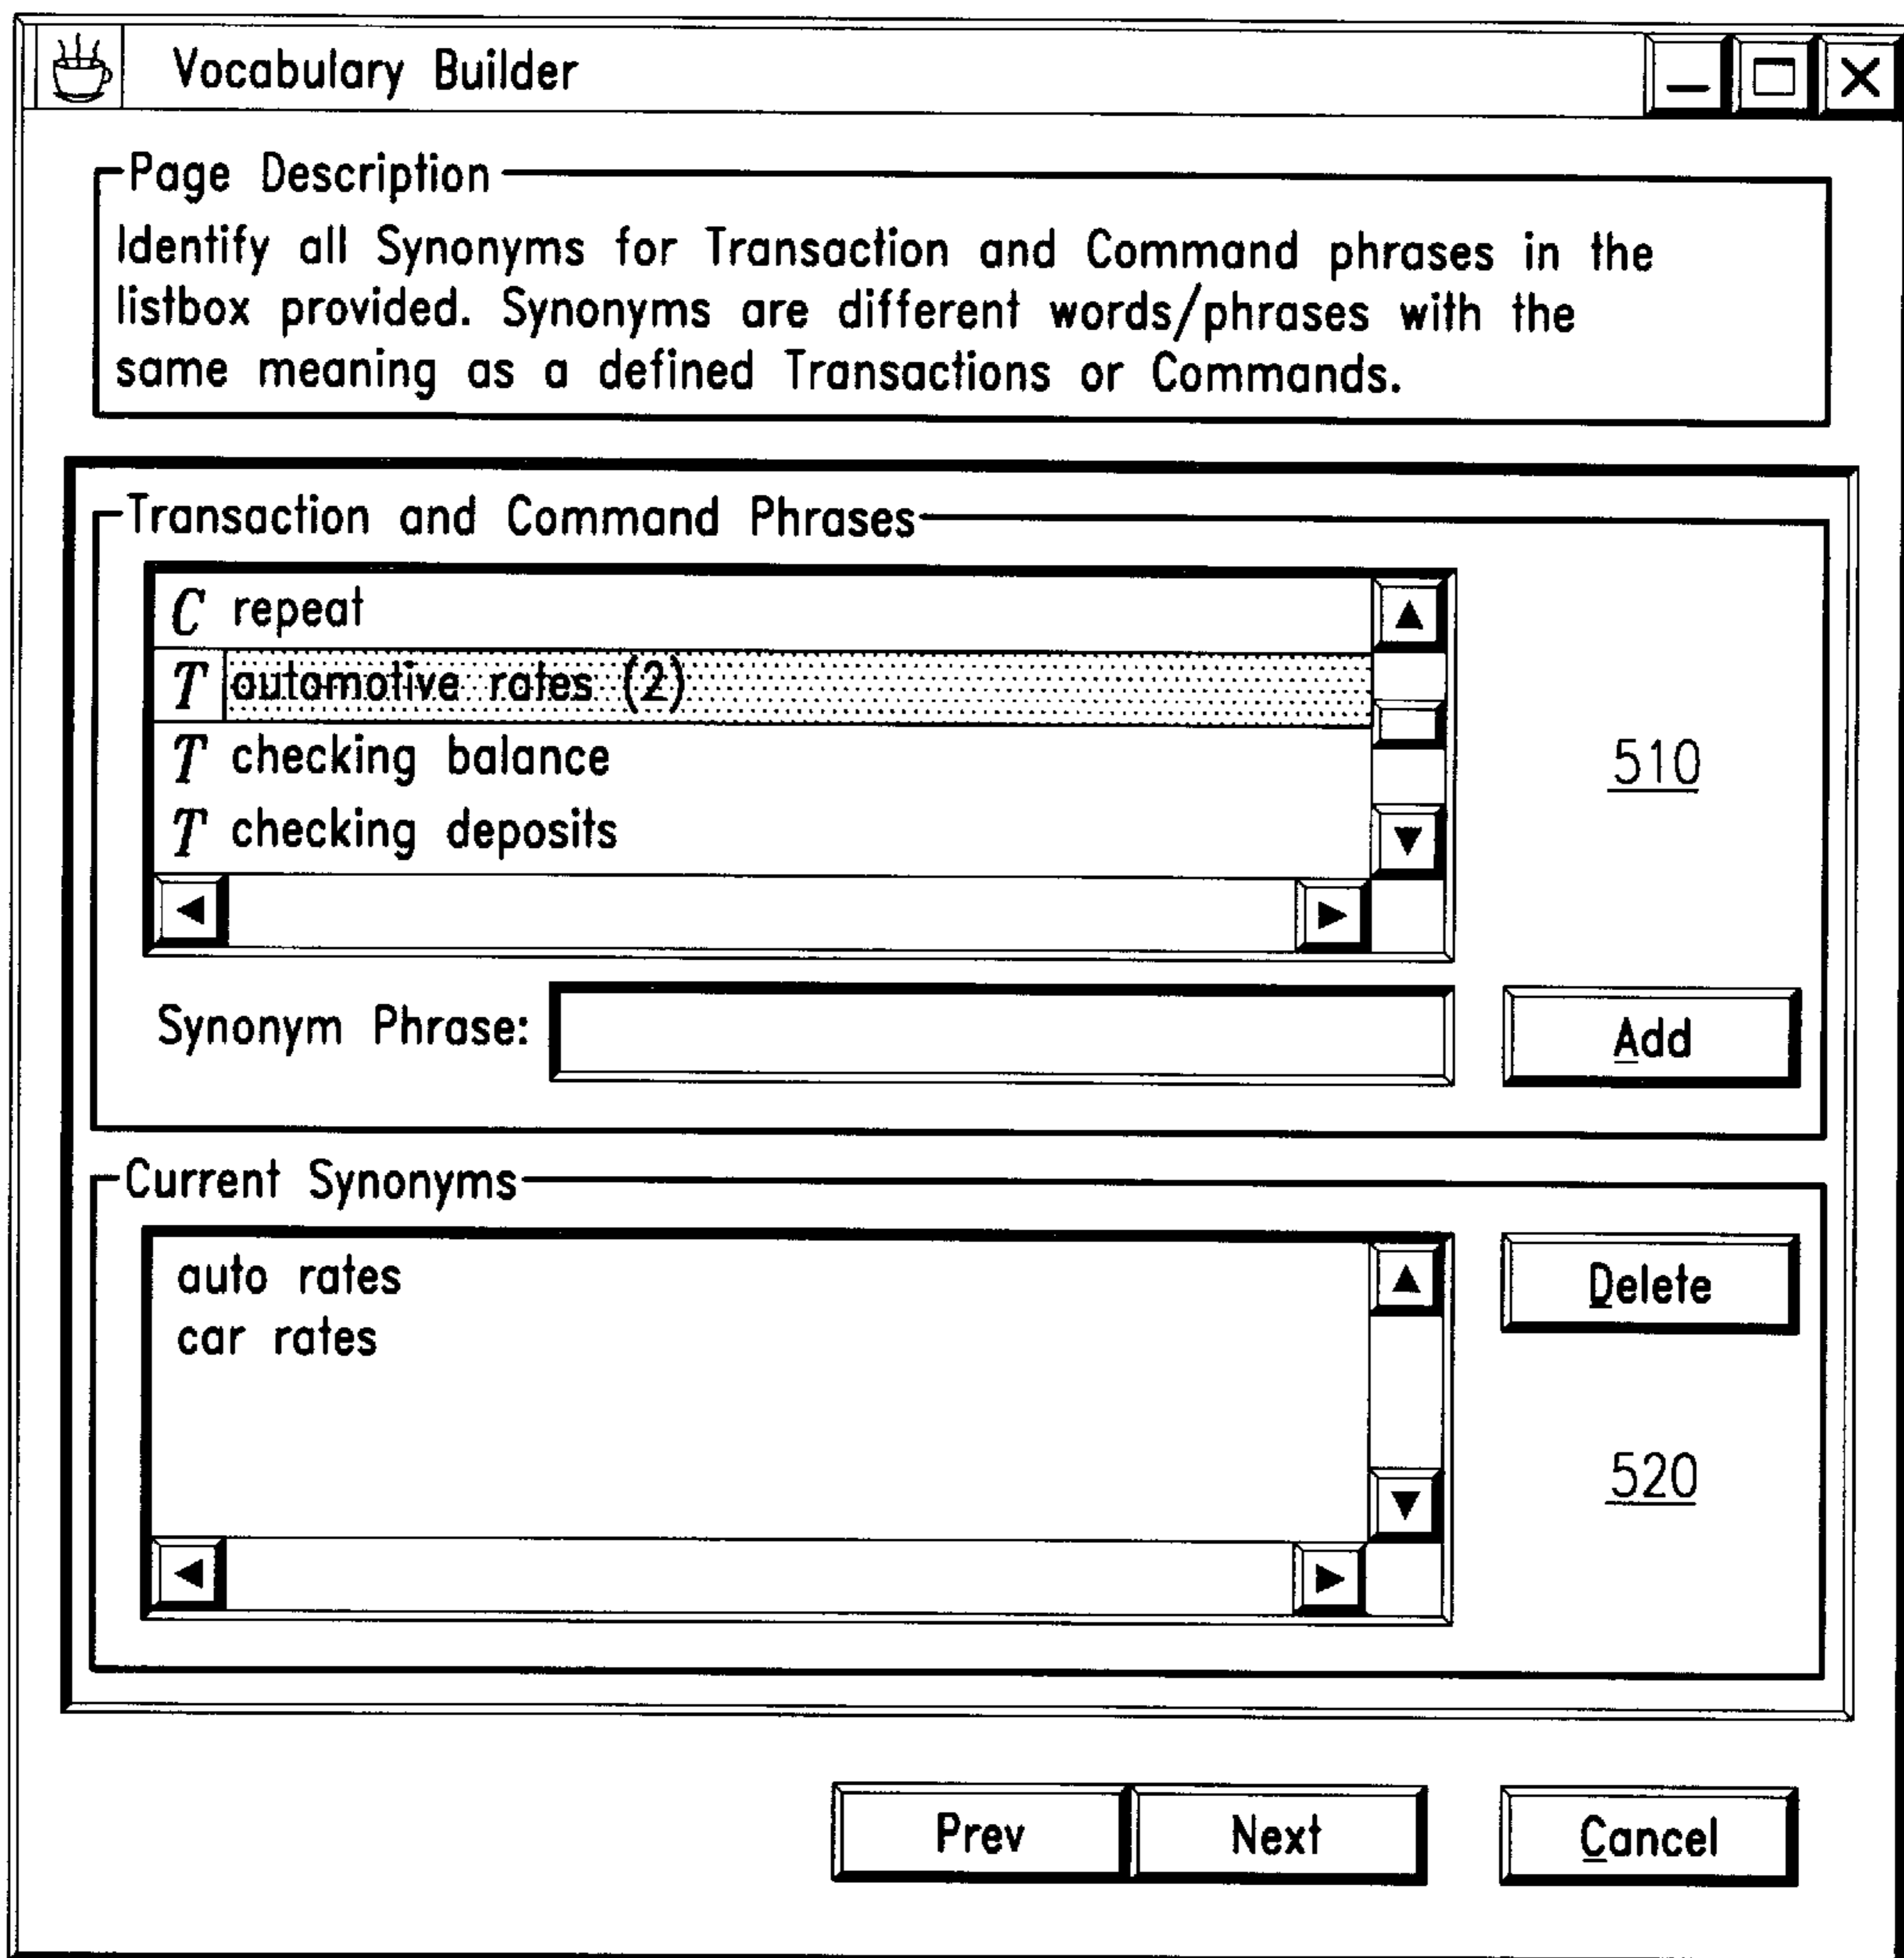 Vocabulary Builder
Page Description
Identify all Synonyms for Transaction and Command phrases in the
listbox provided. Synonyms are different words/phrases with the
same meaning as a defined Transactions or Commands.
Transaction and Command Phrases
C repeat
T automotive rates (2)
T checking balance
T checking deposits
510
Synonym Phrase:
Add
Current Synonyms
auto rates
car rates
Delete
520
Prev
Next
Cancel